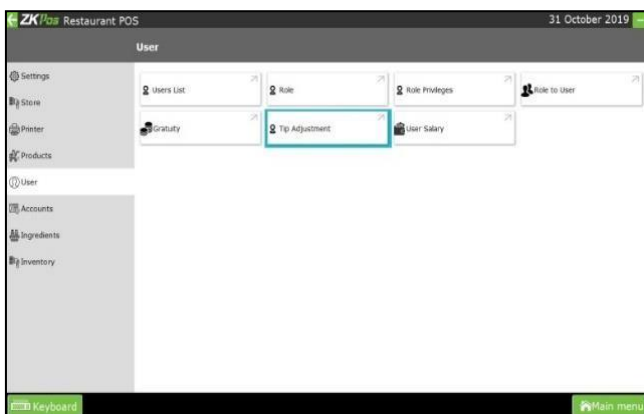 ZKPos Restaurant POS 31 October 2019
User
Settings
Store
Printer
Products
User
Accounts
Ingredients
Inventory
Users List Role Role Privileges Role to User
Gratuity Tip Adjustment User Salary
Keyboard Main menu